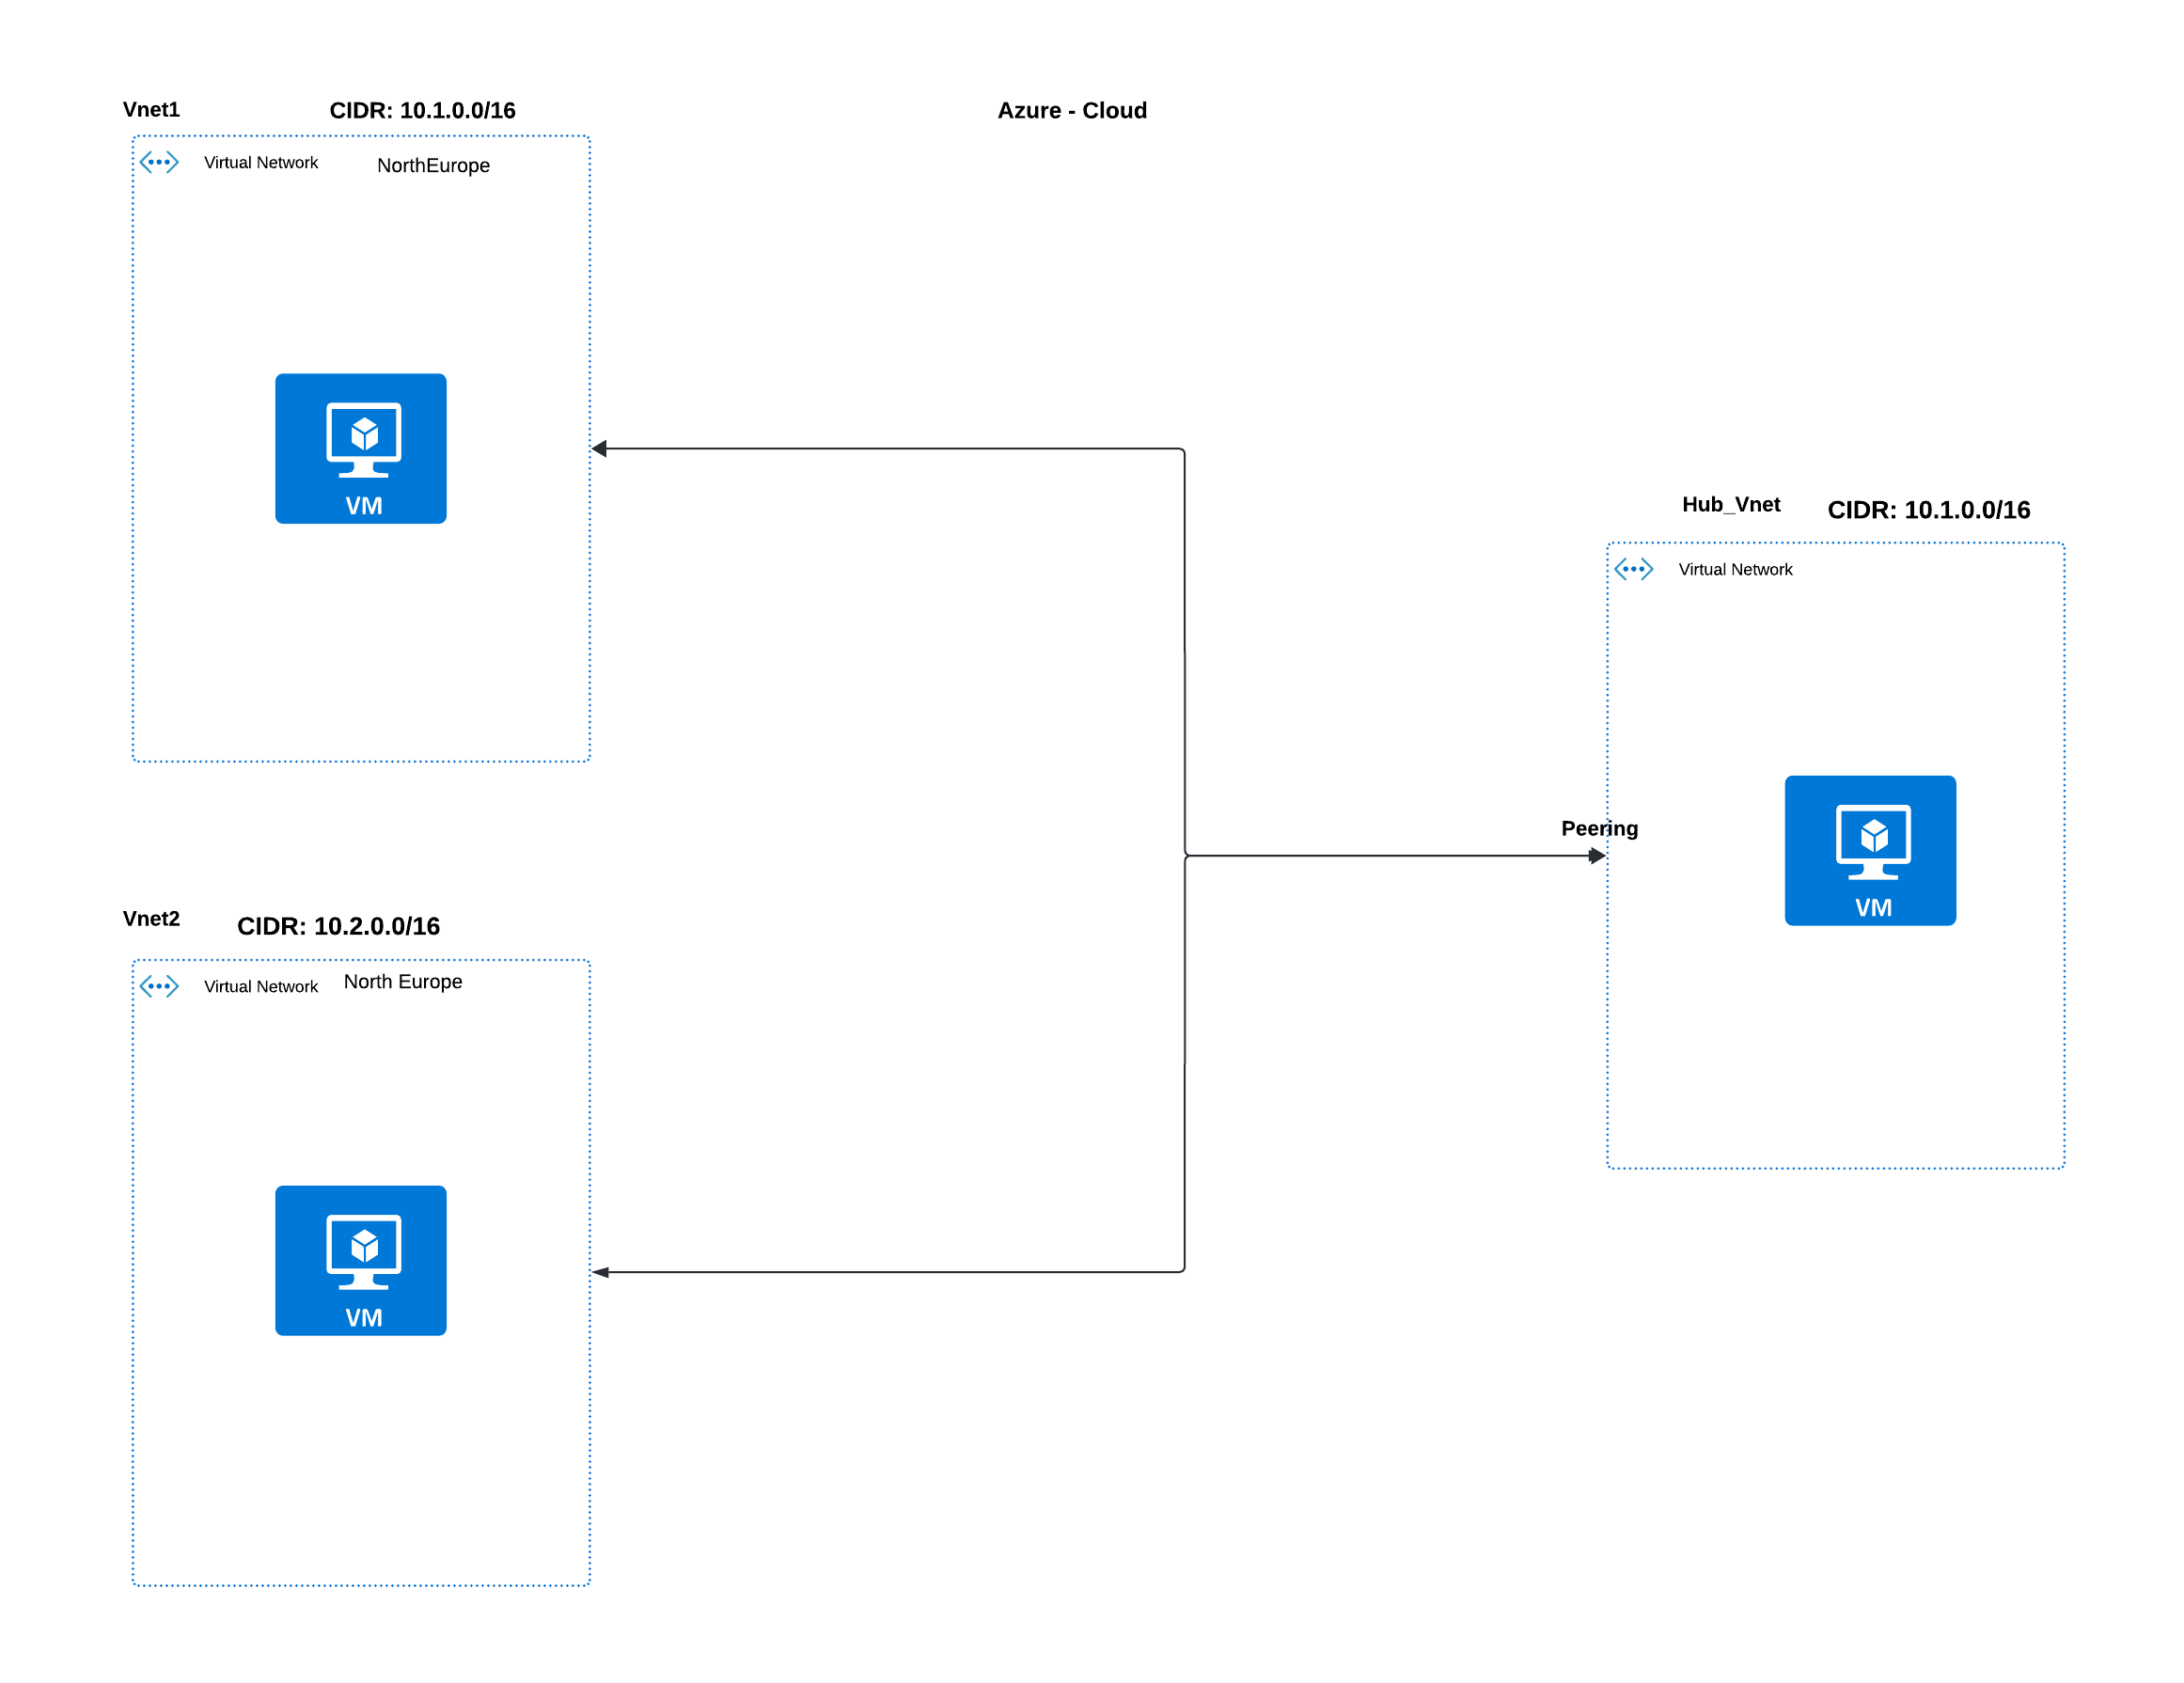 Vnet1
CIDR: 10.1.0.0/16
Azure - Cloud
Virtual Network
NorthEurope
VM
Hub_Vnet
CIDR: 10.1.0.0/16
Virtual Network
Peering
VM
Vnet2
CIDR: 10.2.0.0/16
Virtual Network
North Europe
VM